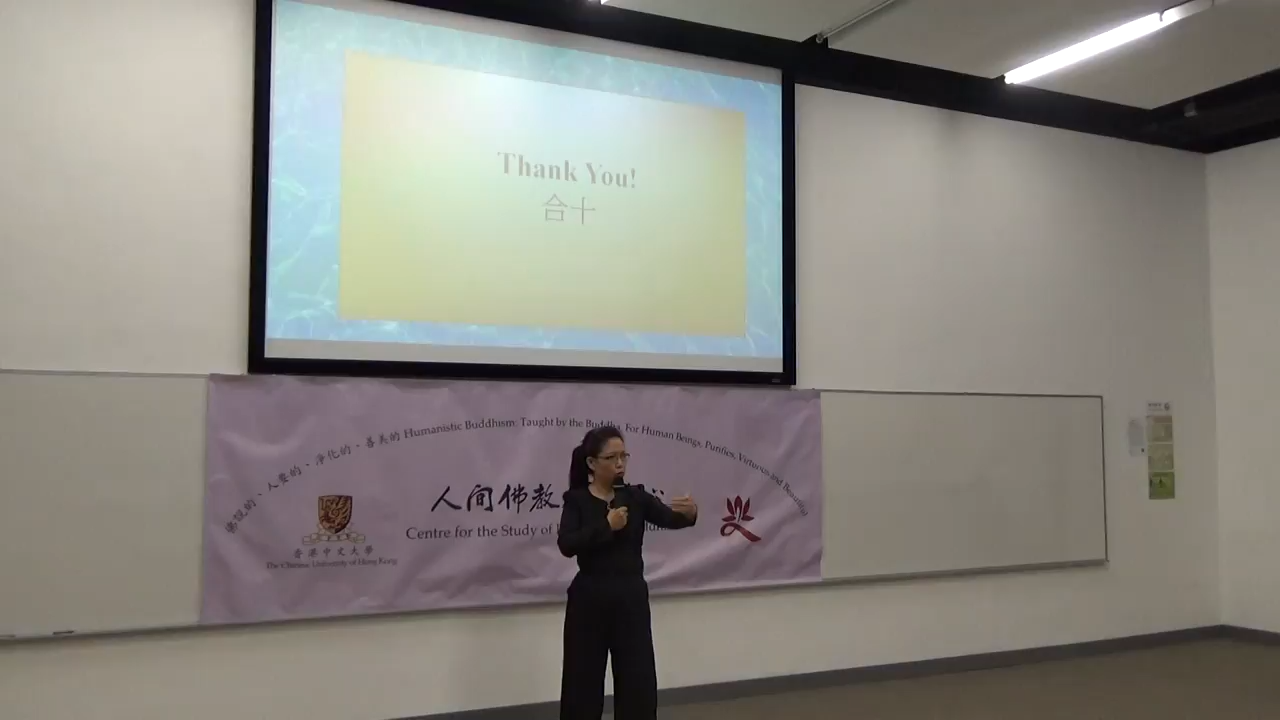 Thank You!
合十
佛說的、人要的、淨化的、善美的 Humanistic Buddhism: Taught by the Buddha, For Human Beings, Purifies, Virtuous and Beautiful
人间佛教
Centre for the Study of
香港中文大學
The Chinese University of Hong Kong